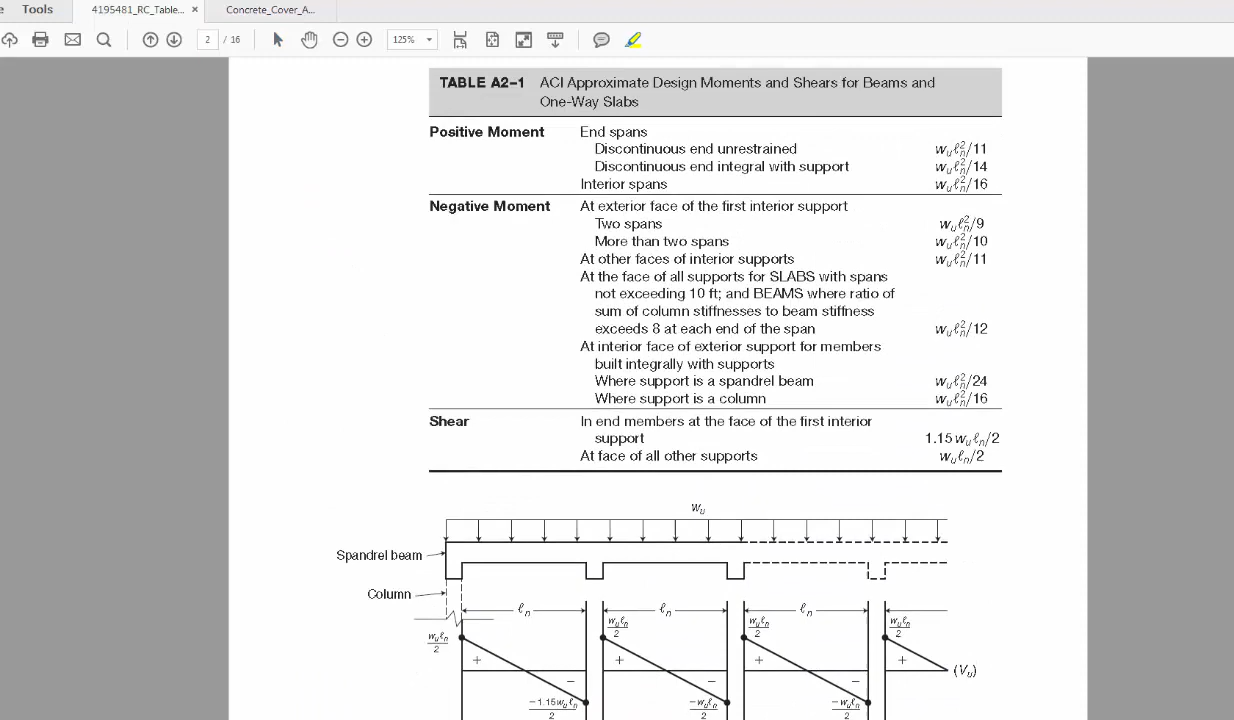 e Tools 4195481_RC_Table... × Concrete_Cover_A...
2 / 16 125%
TABLE A2–1 ACI Approximate Design Moments and Shears for Beams and
One-Way Slabs
Positive Moment End spans
Discontinuous end unrestrained wᵤℓₙ²/11
Discontinuous end integral with support wᵤℓₙ²/14
Interior spans wᵤℓₙ²/16
Negative Moment At exterior face of the first interior support
Two spans wᵤℓₙ²/9
More than two spans wᵤℓₙ²/10
At other faces of interior supports wᵤℓₙ²/11
At the face of all supports for SLABS with spans
not exceeding 10 ft; and BEAMS where ratio of
sum of column stiffnesses to beam stiffness
exceeds 8 at each end of the span wᵤℓₙ²/12
At interior face of exterior support for members
built integrally with supports
Where support is a spandrel beam wᵤℓₙ²/24
Where support is a column wᵤℓₙ²/16
Shear In end members at the face of the first interior
support 1.15 wᵤℓₙ/2
At face of all other supports wᵤℓₙ/2
wᵤ
Spandrel beam
Column
ℓₙ ℓₙ ℓₙ
wᵤℓₙ/2 wᵤℓₙ/2 wᵤℓₙ/2
wᵤℓₙ/2
+ + + +
(Vᵤ)
− − −
−1.15wᵤℓₙ/2 −wᵤℓₙ/2 −wᵤℓₙ/2